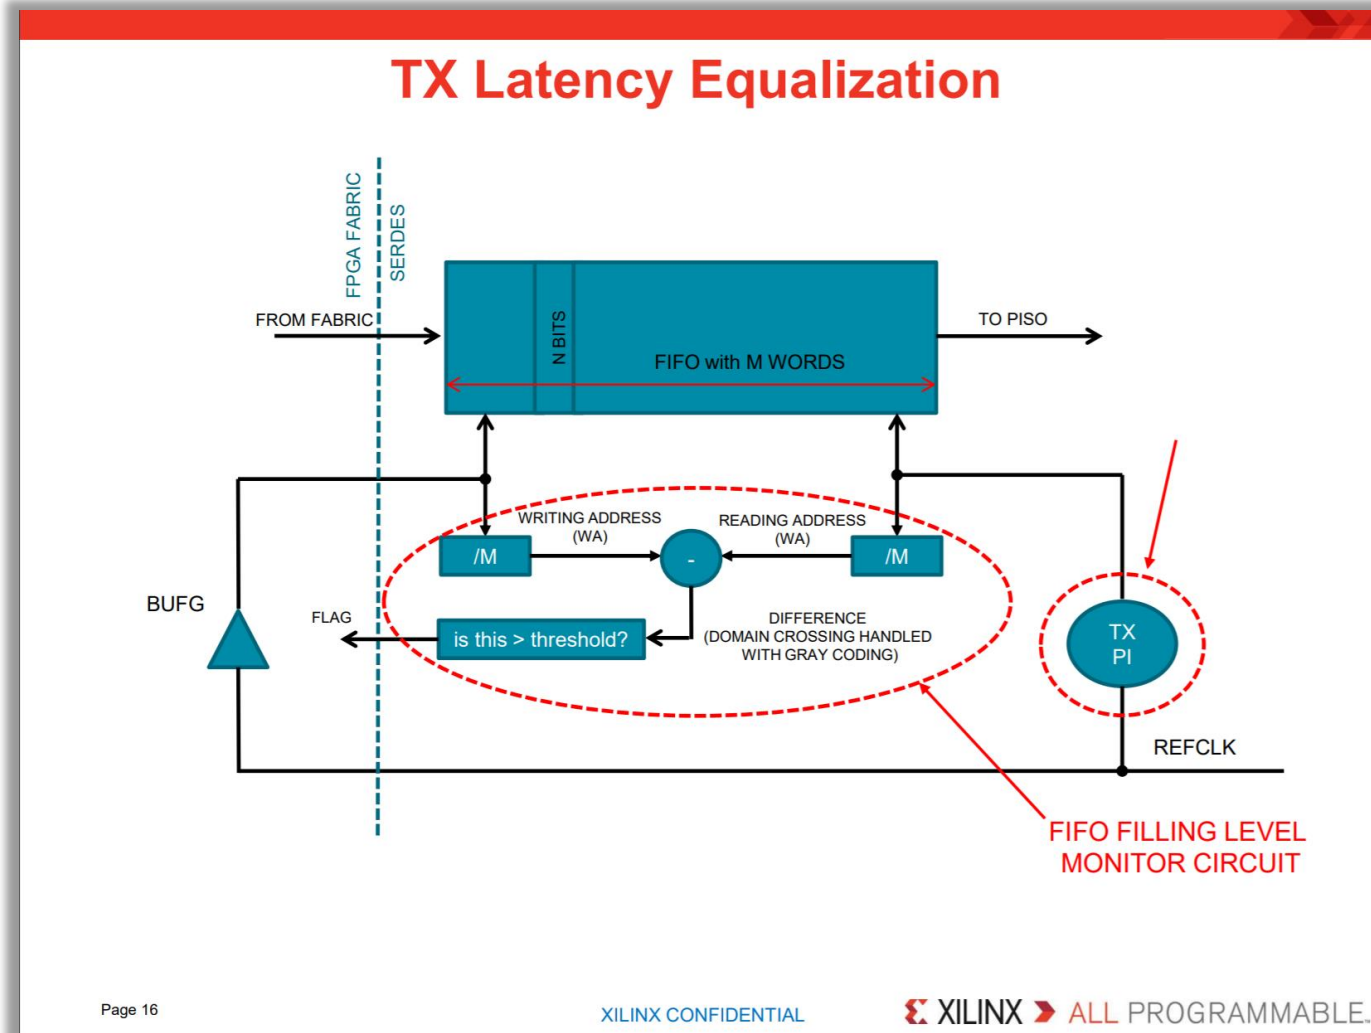 TX Latency Equalization
FPGA FABRIC
SERDES
FROM FABRIC
N BITS
FIFO with M WORDS
TO PISO
WRITING ADDRESS
(WA)
READING ADDRESS
(WA)
/M
-
/M
BUFG
FLAG
is this > threshold?
DIFFERENCE
(DOMAIN CROSSING HANDLED
WITH GRAY CODING)
TX
PI
REFCLK
FIFO FILLING LEVEL
MONITOR CIRCUIT
Page 16
XILINX CONFIDENTIAL
XILINX ALL PROGRAMMABLE